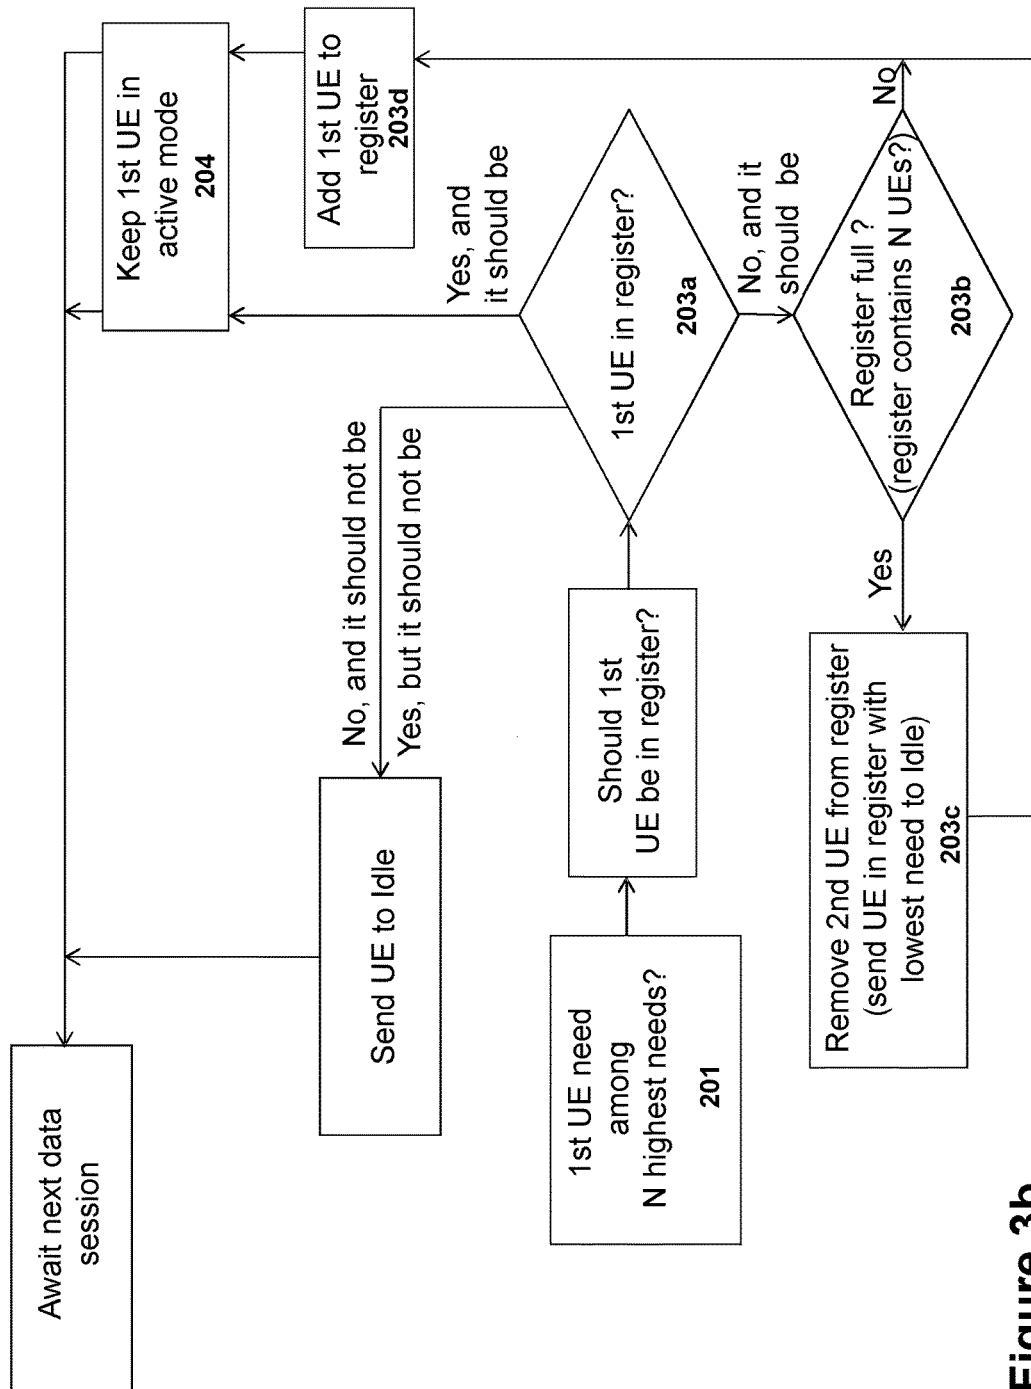 Await next data
session
Send UE to Idle
Keep 1st UE in
active mode
204
Add 1st UE to
register
203d
No, and it should not be
Yes, but it should not be
Yes, and
it should be
1st UE need
among
N highest needs?
201
Should 1st
UE be in register?
1st UE in register?
203a
No, and it
should be
Remove 2nd UE from register
(send UE in register with
lowest need to Idle)
203c
Yes
Register full ?
(register contains N UEs?)
203b
No
Figure 3b